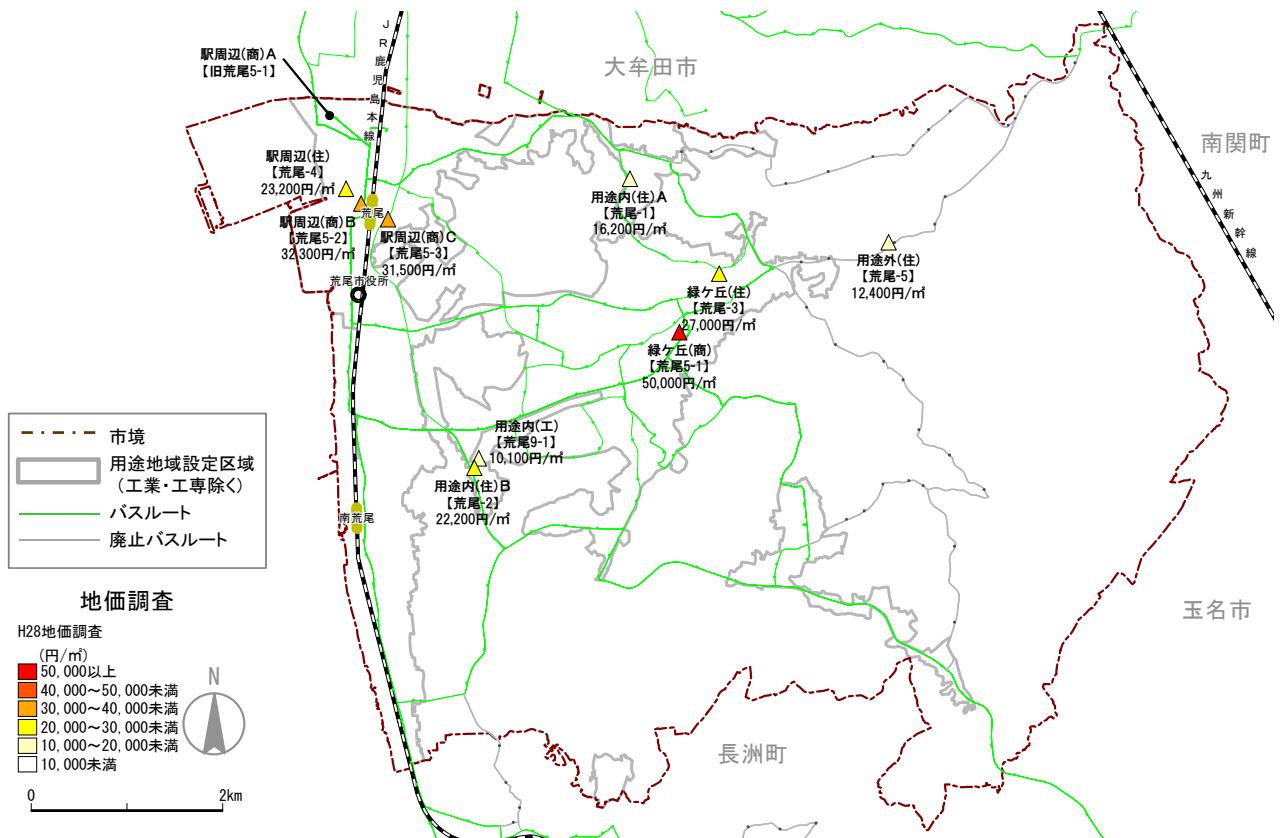 駅周辺(商)A
【旧荒尾5-1】
JR鹿児島本線
大牟田市
南関町
九州新幹線
駅周辺(住)
【荒尾-4】
23,200円/㎡
駅周辺(商)B
【荒尾5-2】
32,300円/㎡
荒尾
駅周辺(商)C
【荒尾5-3】
31,500円/㎡
荒尾市役所
用途内(住)A
【荒尾-1】
16,200円/㎡
用途外(住)
【荒尾-5】
12,400円/㎡
緑ケ丘(住)
【荒尾-3】
27,000円/㎡
緑ケ丘(商)
【荒尾5-1】
50,000円/㎡
用途内(工)
【荒尾9-1】
10,100円/㎡
用途内(住)B
【荒尾-2】
22,200円/㎡
南荒尾
玉名市
長洲町
市境
用途地域設定区域
(工業・工専除く)
バスルート
廃止バスルート
地価調査
H28地価調査
(円/㎡)
50,000以上
40,000～50,000未満
30,000～40,000未満
20,000～30,000未満
10,000～20,000未満
10,000未満
N
0 2km